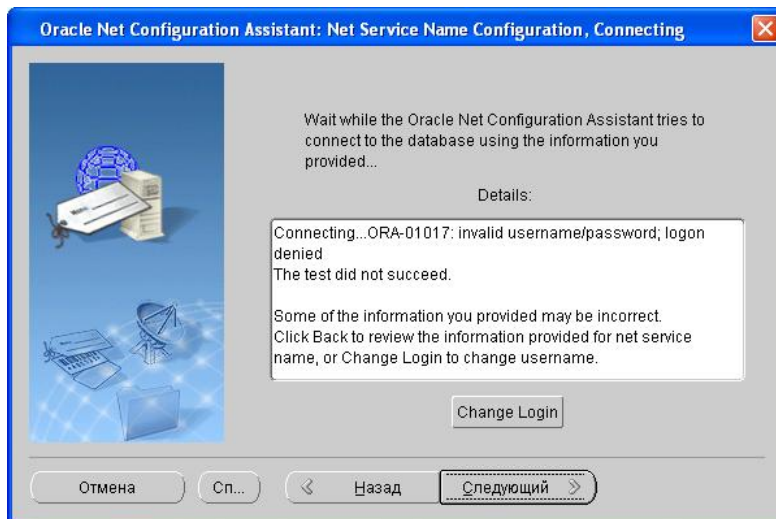 Oracle Net Configuration Assistant: Net Service Name Configuration, Connecting
Wait while the Oracle Net Configuration Assistant tries to
connect to the database using the information you
provided...
Details:
Connecting...ORA-01017: invalid username/password; logon
denied
The test did not succeed.
Some of the information you provided may be incorrect.
Click Back to review the information provided for net service
name, or Change Login to change username.
Change Login
Отмена
Сп...
Назад
Следующий